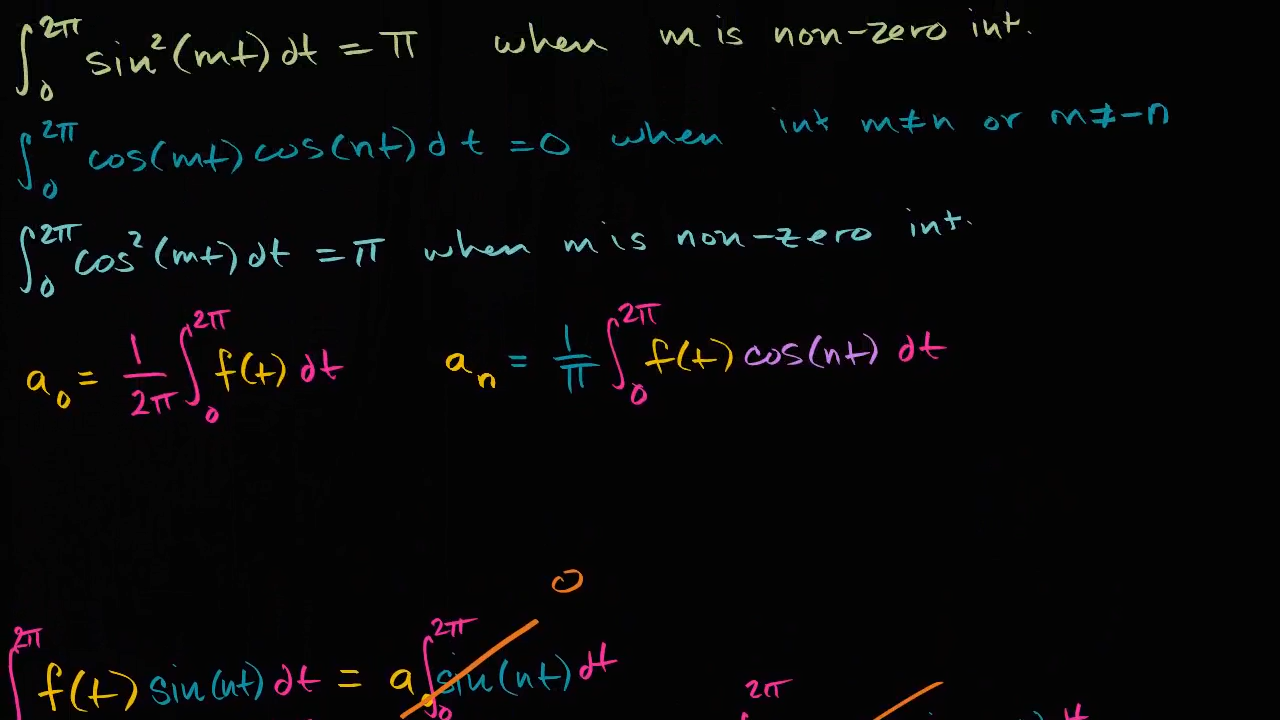 ∫₀^2π sin²(mt) dt = π when m is non-zero int.
∫₀^2π cos(mt) cos(nt) dt = 0 when int m≠n or m≠-n
∫₀^2π cos²(mt) dt = π when m is non-zero int.
a₀ = 1/2π ∫₀^2π f(t) dt aₙ = 1/π ∫₀^2π f(t) cos(nt) dt
0
∫^2π f(t) sin(nt) dt = a₀ ∫₀^2π sin(nt) dt
2π